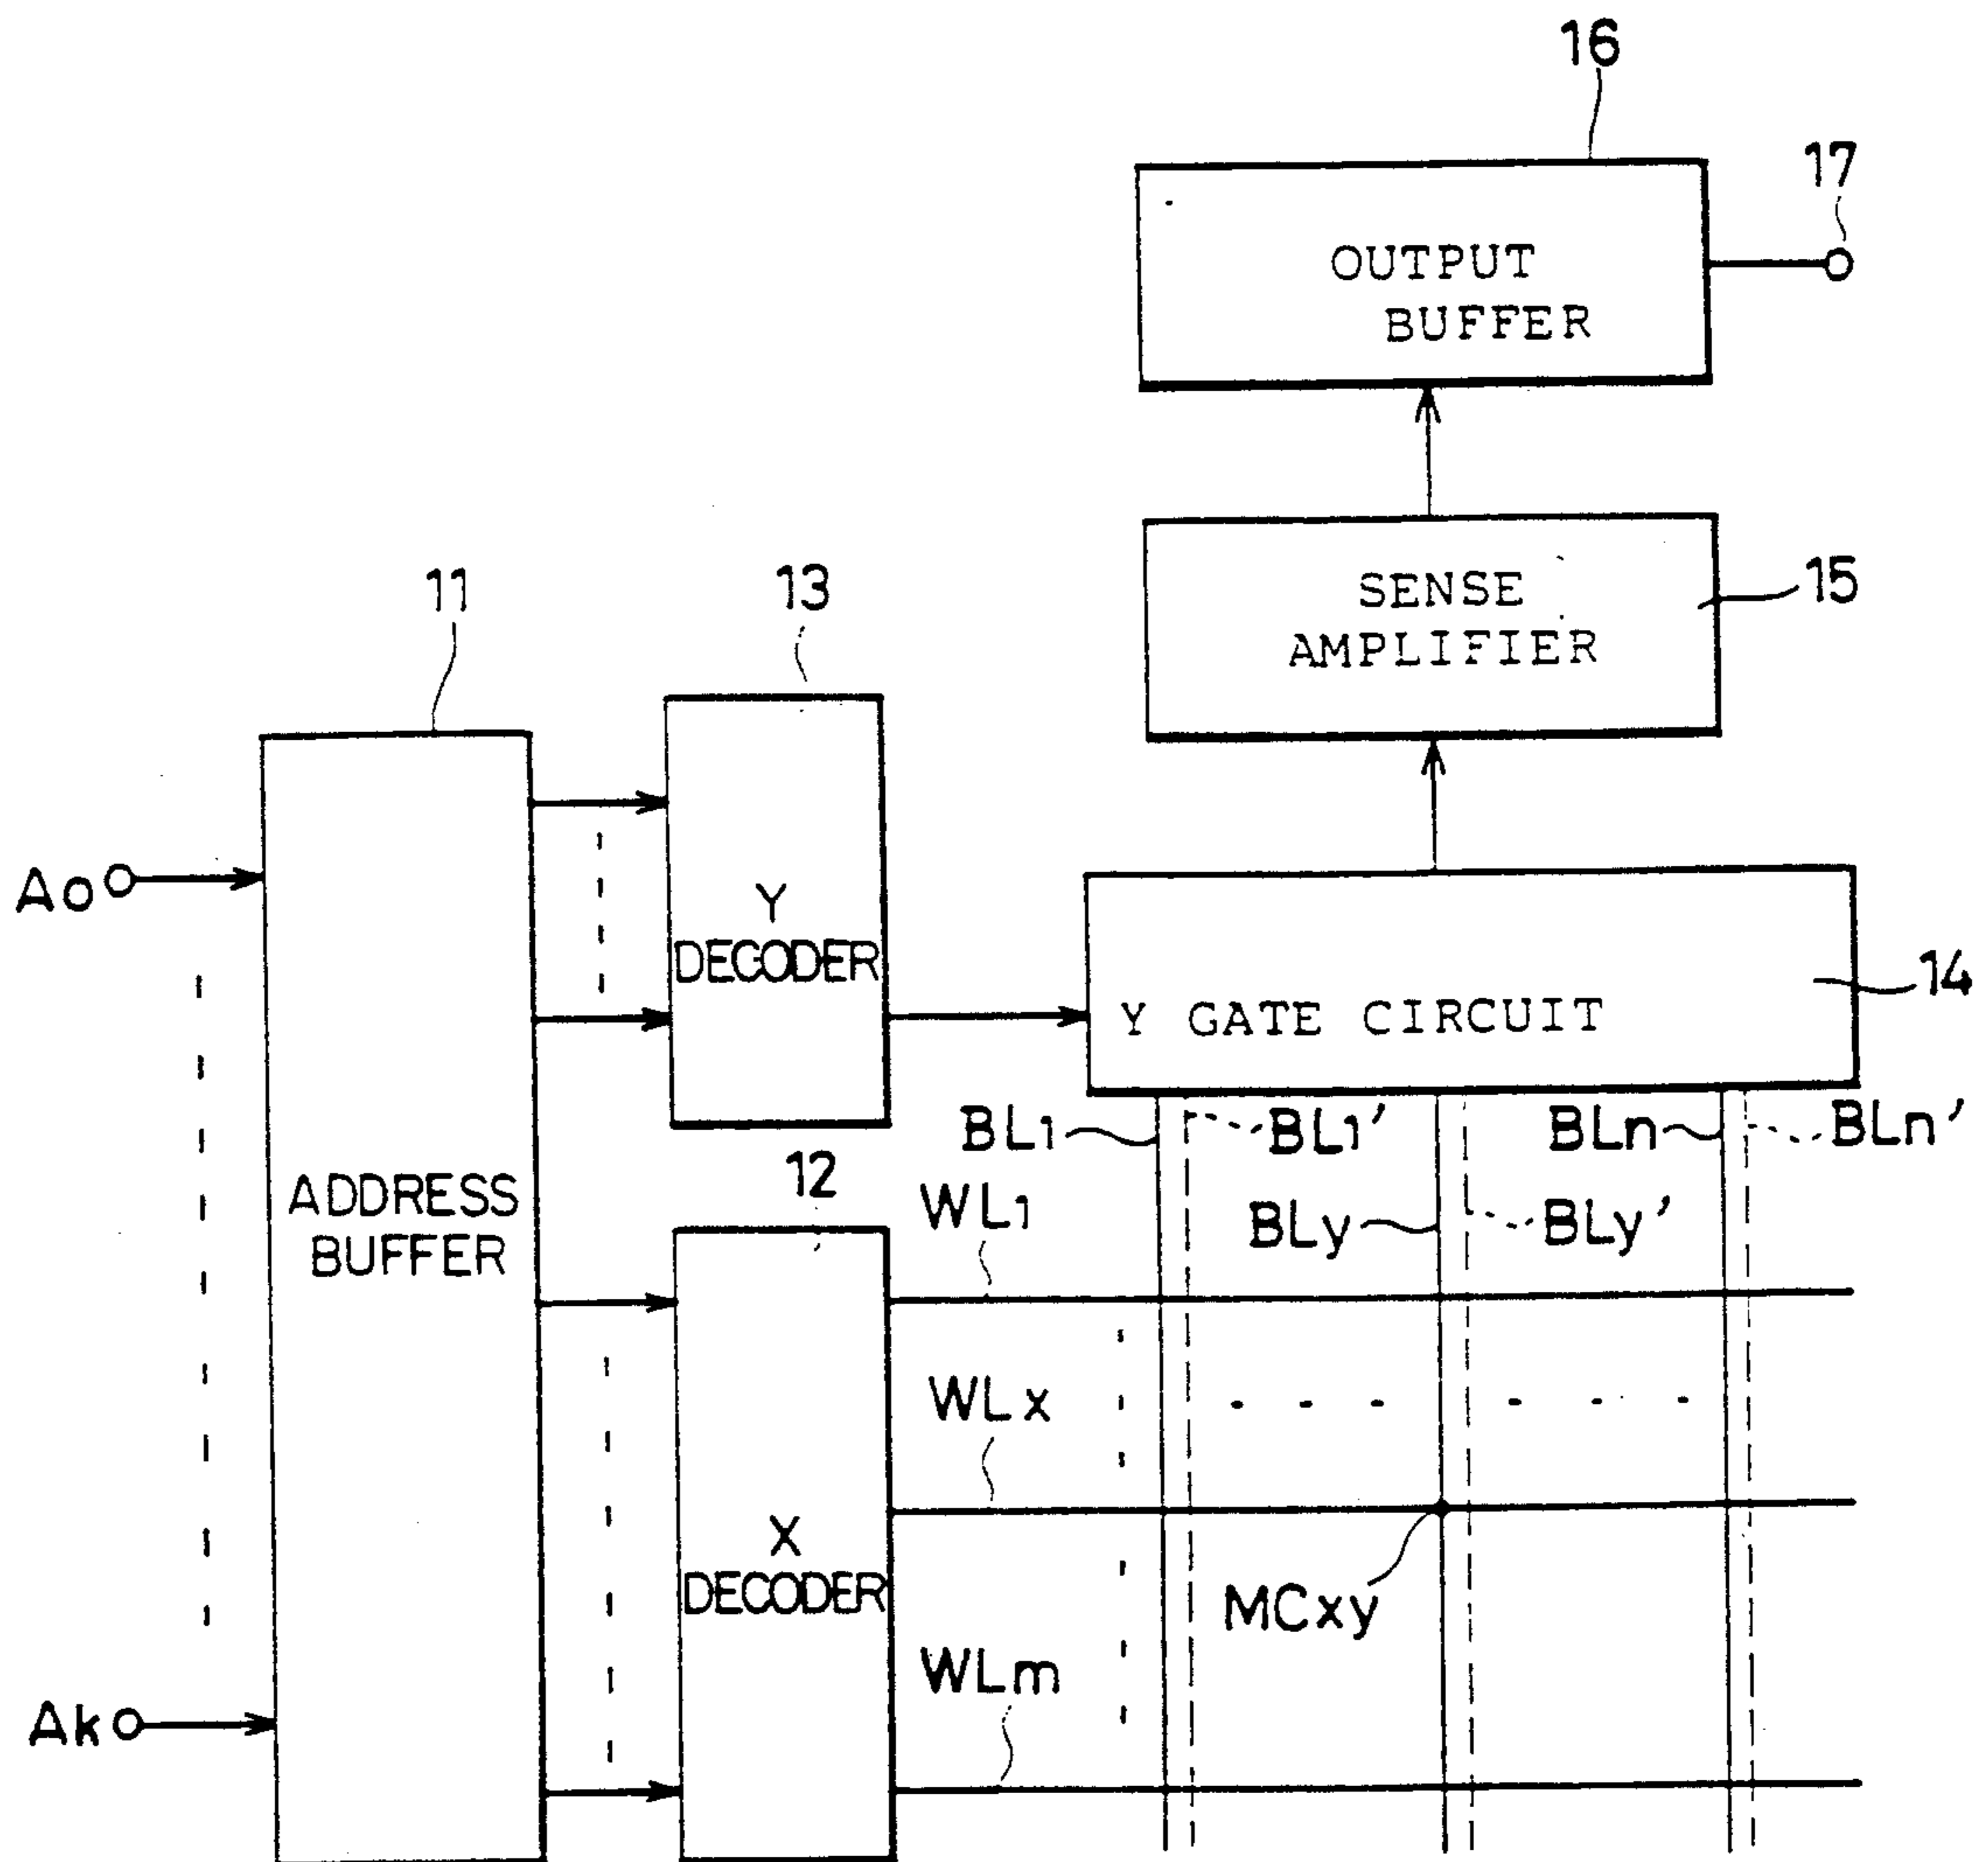 16
17
OUTPUT
BUFFER
SENSE
AMPLIFIER
15
11
13
Ao
Y
DECODER
14
Y GATE CIRCUIT
BL1
BL1'
BLn
BLn'
12
ADDRESS
BUFFER
WL1
BLy
BLy'
WLx
X
DECODER
MCxy
WLm
Ak